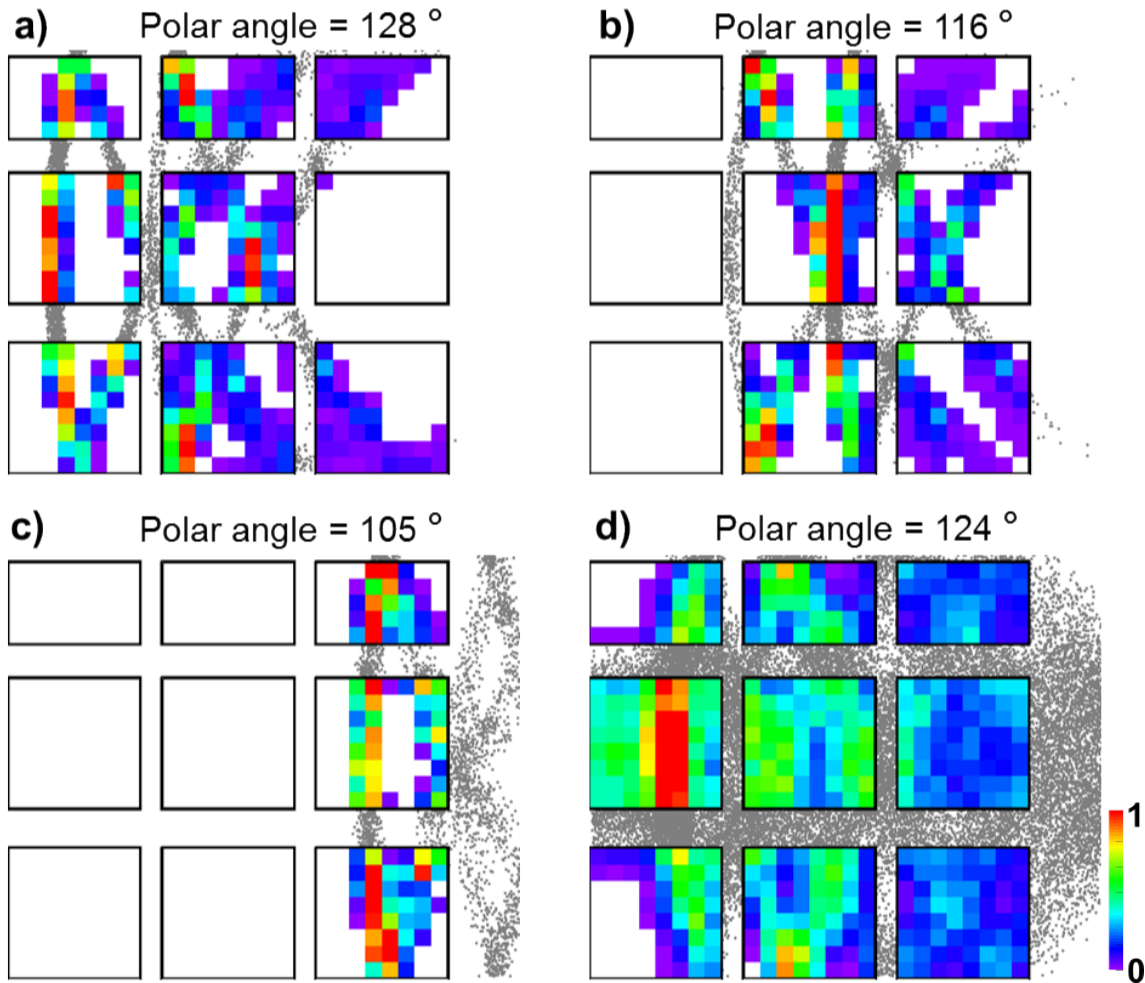 a) Polar angle = 128 °
b) Polar angle = 116 °
c) Polar angle = 105 °
d) Polar angle = 124 °
1
0